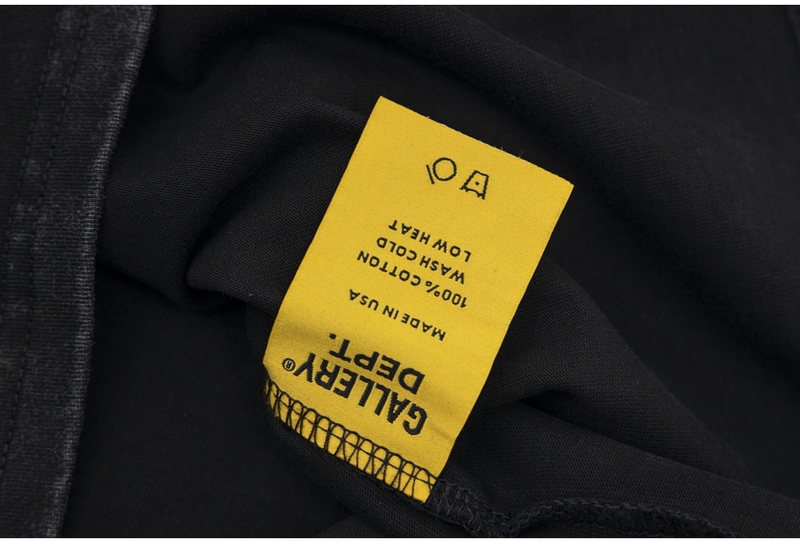 GALLERY
DEPT.®
MADE IN USA
100% COTTON
WASH COLD
LOW HEAT